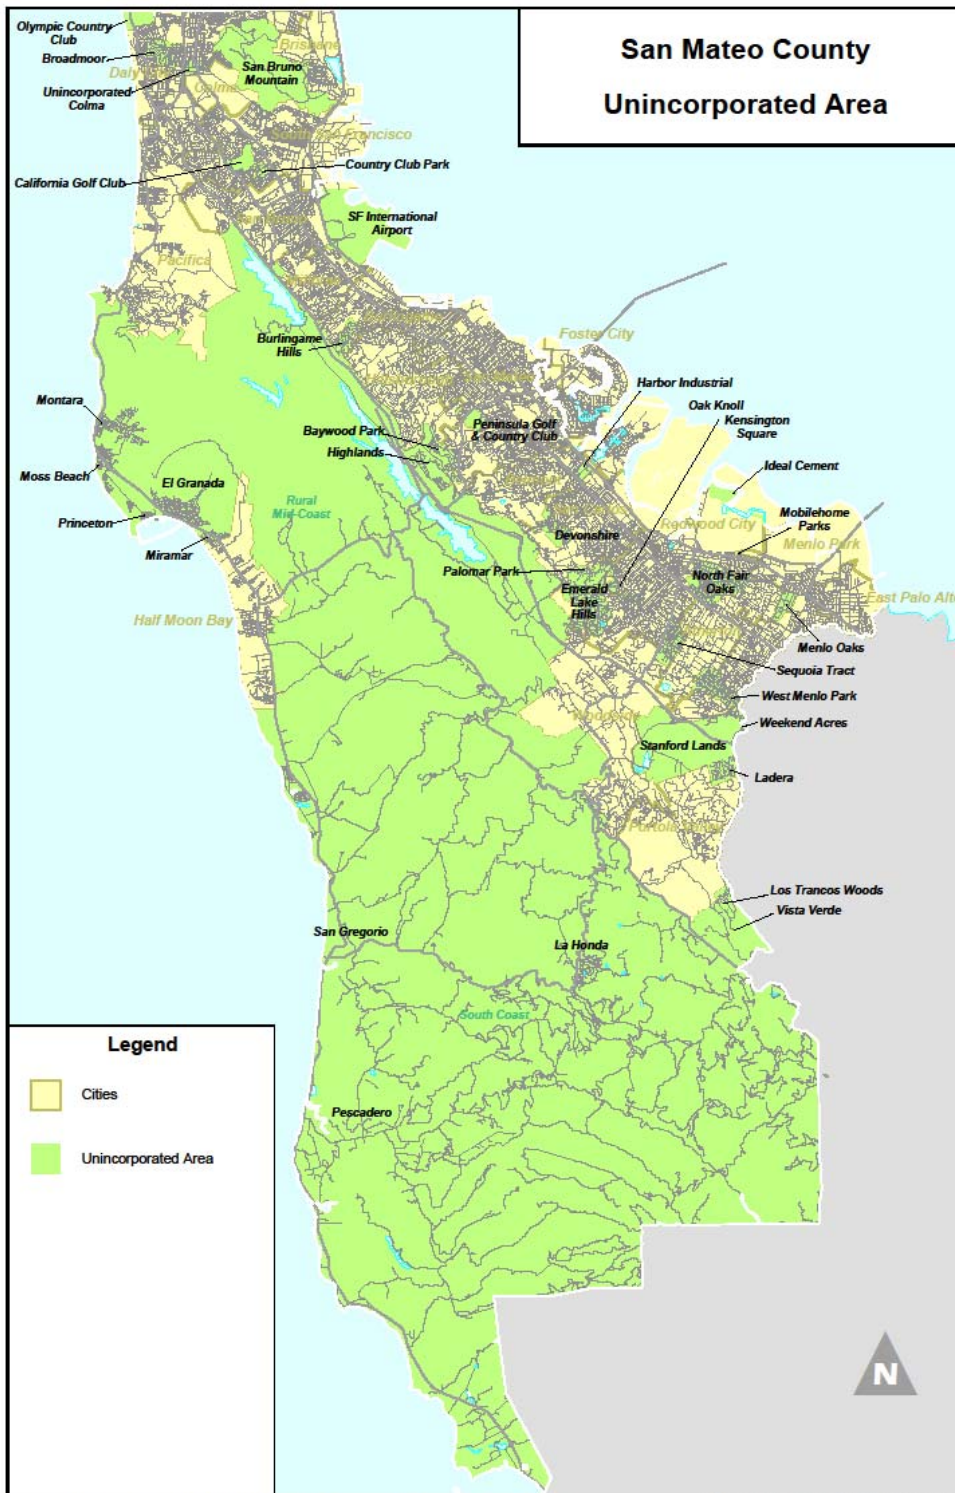 San Mateo County
Unincorporated Area
Olympic Country
Club
Broadmoor
Unincorporated
Colma
Brisbane
San Bruno
Mountain
Colma
South San Francisco
Country Club Park
California Golf Club
SF International
Airport
Pacifica
Foster City
Burlingame
Hills
Harbor Industrial
Oak Knoll
Kensington
Square
Montara
Baywood Park
Peninsula Golf
& Country Club
Highlands
Ideal Cement
Moss Beach
El Granada
Rural
Mid-Coast
Princeton
Redwood City
Mobilehome
Parks
Miramar
Devonshire
Menlo Park
Palomar Park
North Fair
Oaks
Emerald
Lake
Hills
East Palo Alto
Half Moon Bay
Menlo Oaks
Sequoia Tract
West Menlo Park
Woodside
Weekend Acres
Stanford Lands
Ladera
Portola Valley
Los Trancos Woods
Vista Verde
San Gregorio
La Honda
South Coast
Pescadero
Legend
Cities
Unincorporated Area
N